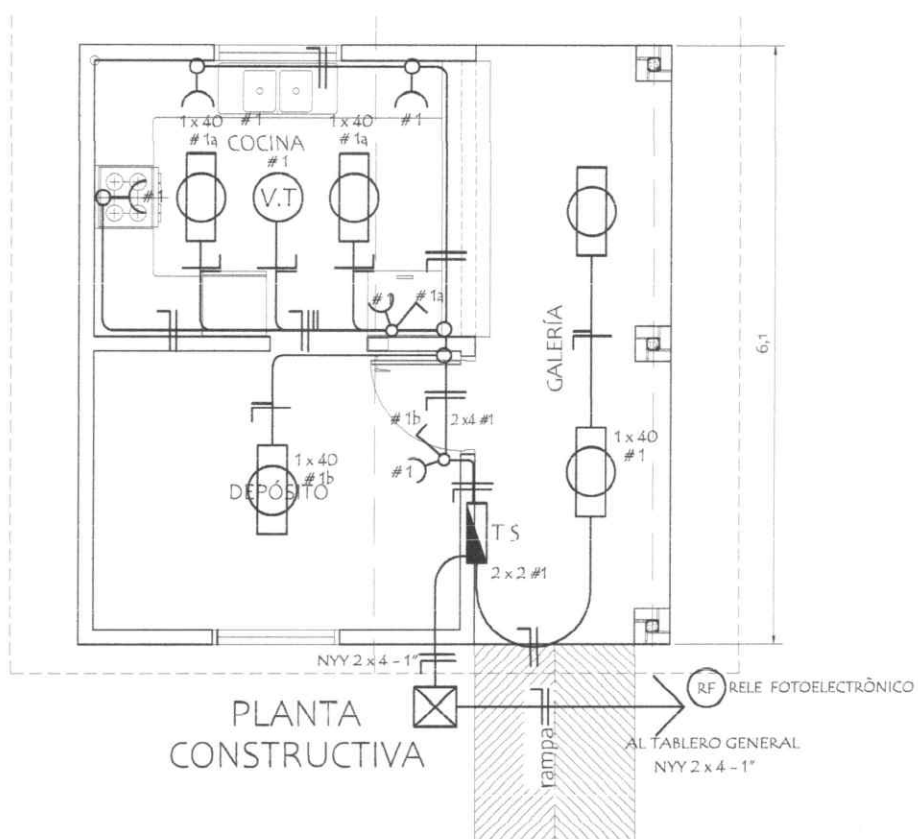 #1
1 x 40
#1a
COCINA
1 x 40
#1a
#1
#1
V.T
#1
#1
#1a
GALERÍA
6,1
#1b
2 x4 #1
#1
1 x 40
#1b
DEPÓSITO
1 x 40
#1
T S
2 x 2 #1
NYY 2 x 4 - 1"
PLANTA
CONSTRUCTIVA
rampa
RF
RELE FOTOELECTRÒNICO
AL TABLERO GENERAL
NYY 2 x 4 - 1"